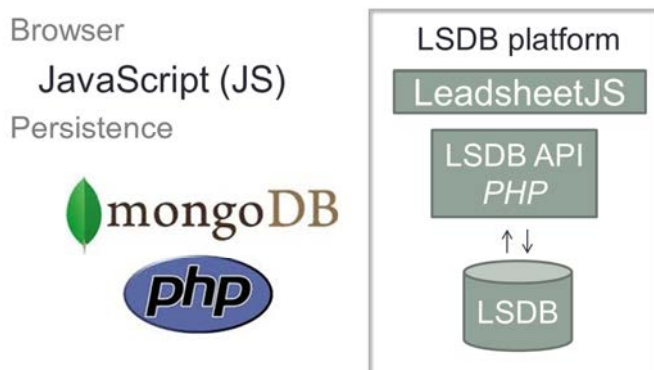 Browser
JavaScript (JS)
Persistence
mongoDB
php
LSDB platform
LeadsheetJS
LSDB API
PHP
↑↓
LSDB